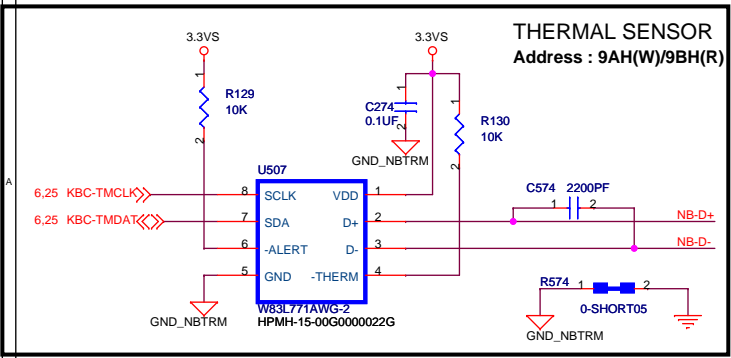 THERMAL SENSOR
Address : 9AH(W)/9BH(R)
3.3VS
3.3VS
1
R129
10K
2
1
C274
0.1UF
2
GND_NBTRM
1
R130
10K
2
A
U507
6,25 KBC-TMCLK
8 SCLK
VDD 1
6,25 KBC-TMDAT
7 SDA
D+ 2
6 -ALERT
D- 3
5 GND
-THERM 4
C574 2200PF
1 2
NB-D+
NB-D-
GND_NBTRM
W83L771AWG-2
HPMH-15-00G0000022G
R574 1 2
0-SHORT05
GND_NBTRM